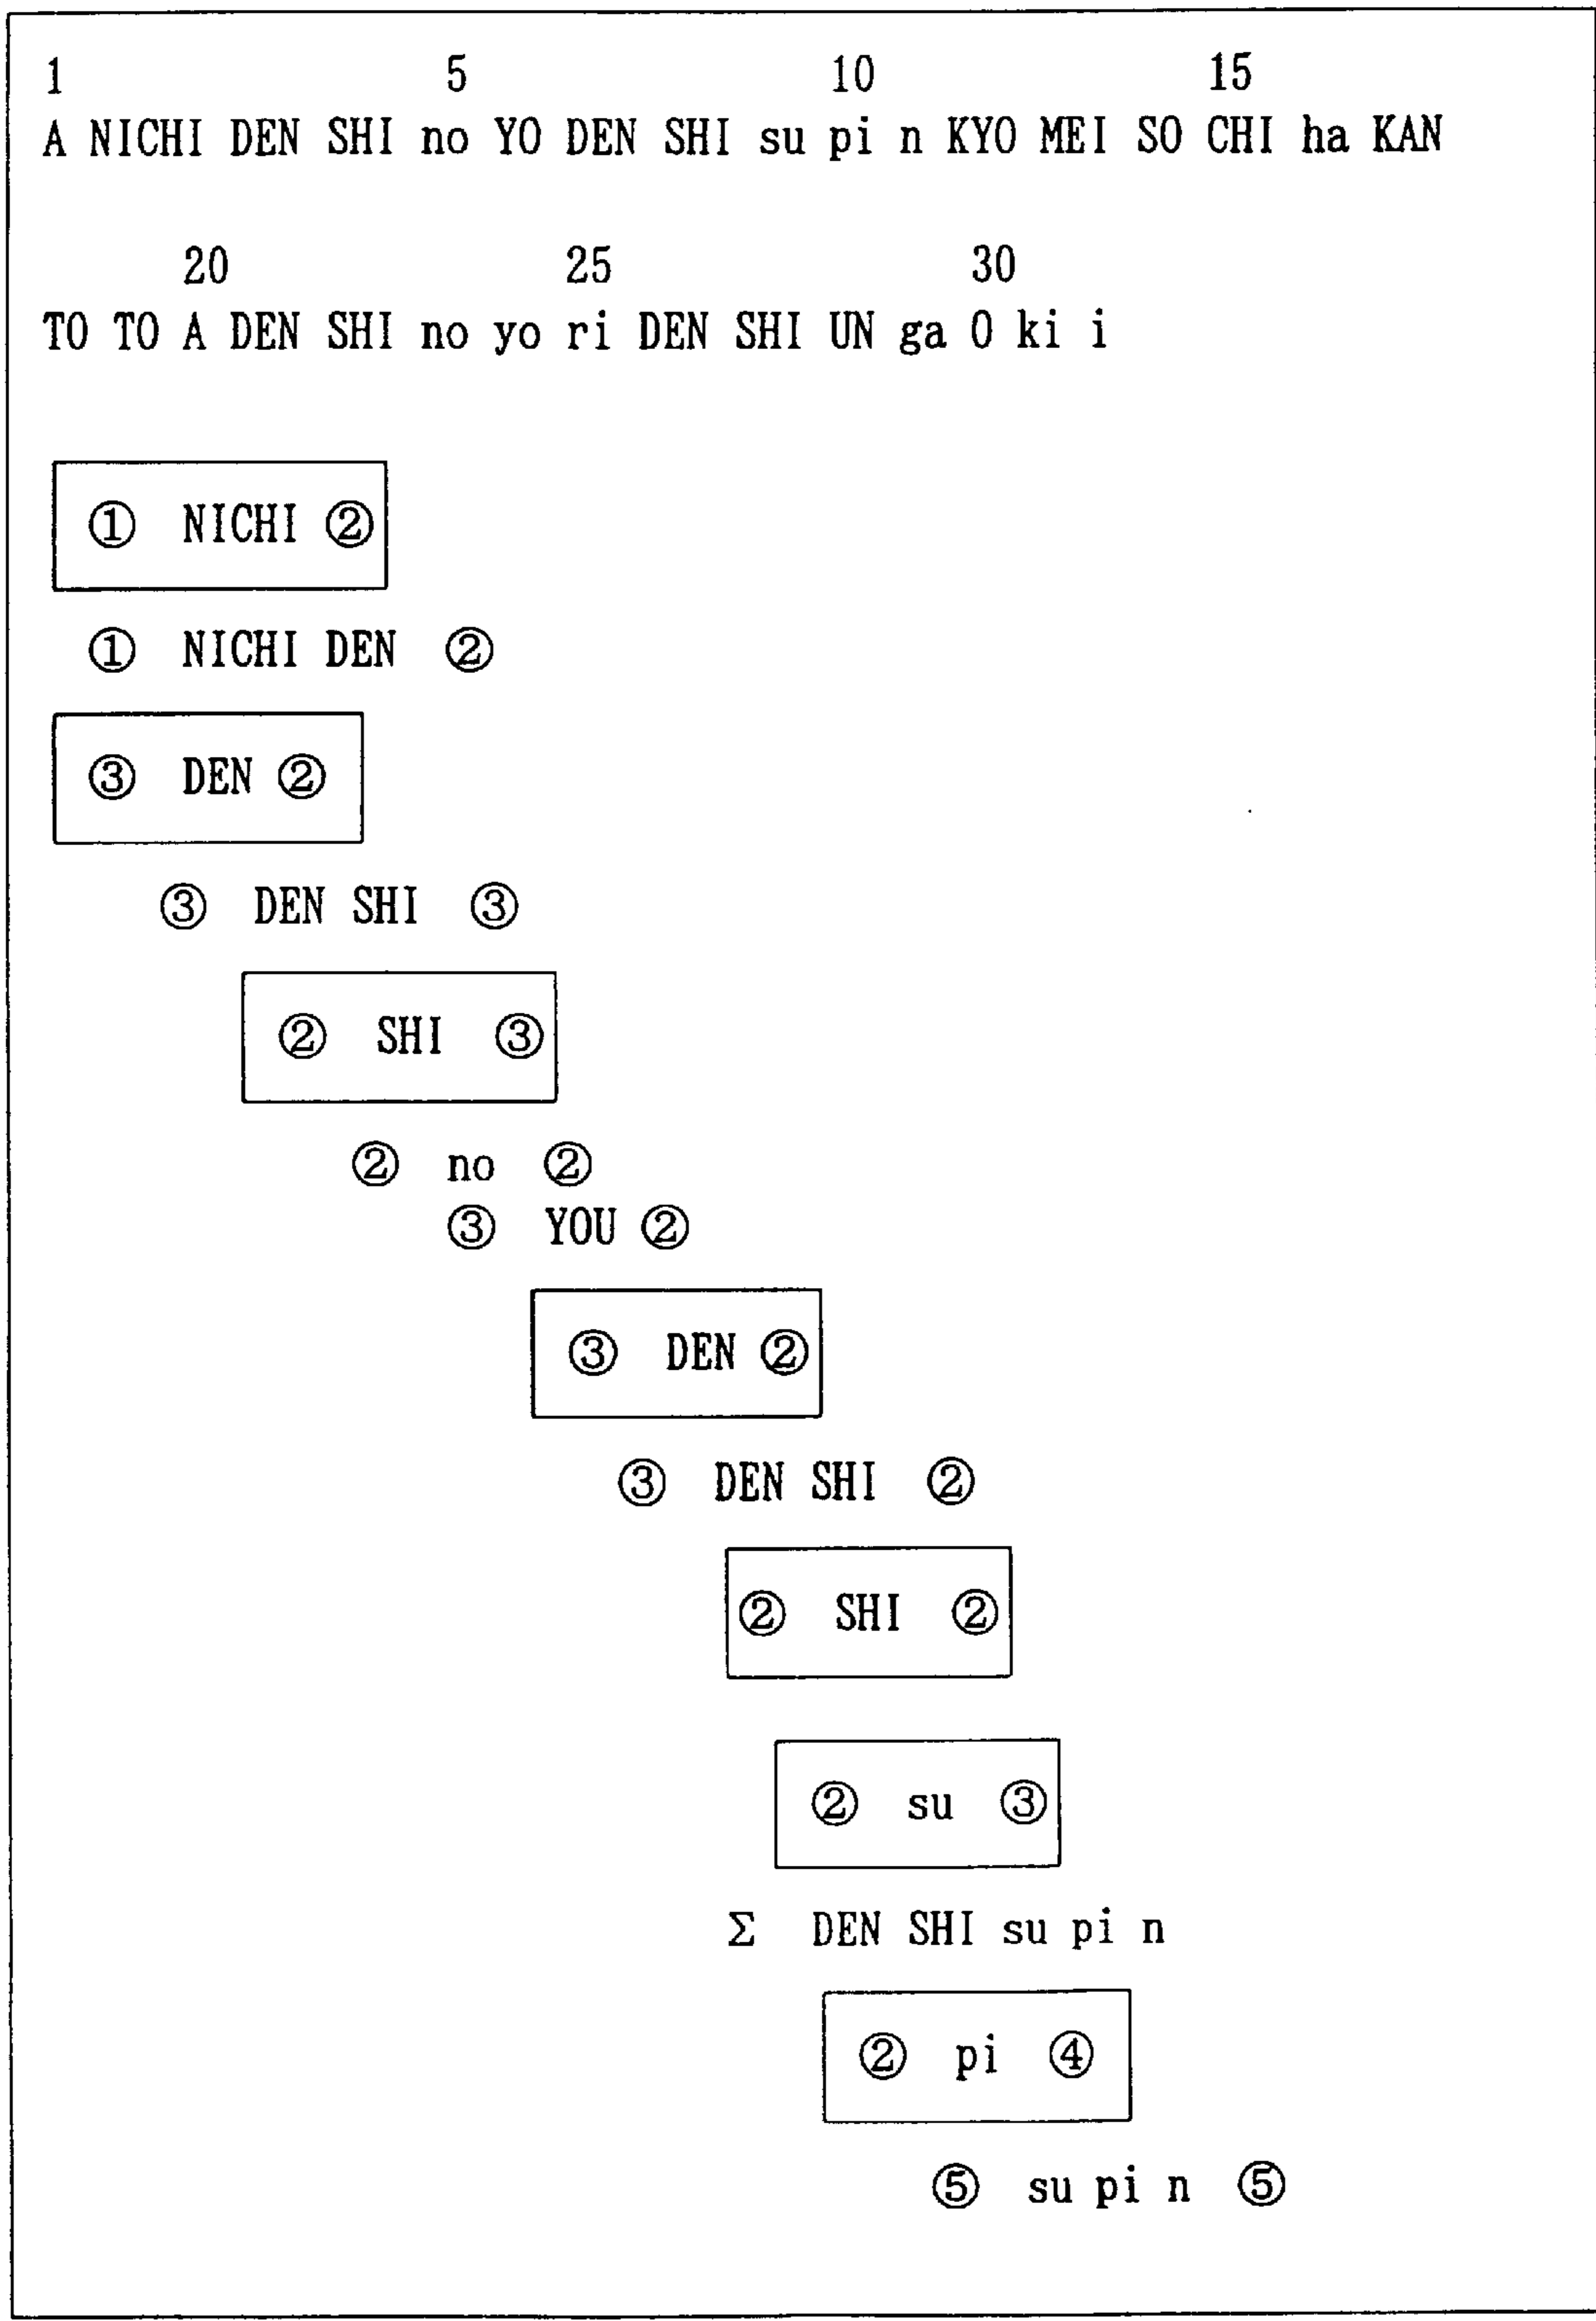 1 5 10 15
A NICHI DEN SHI no YO DEN SHI su pi n KYO MEI SO CHI ha KAN
20 25 30
TO TO A DEN SHI no yo ri DEN SHI UN ga O ki i
① NICHI ②
① NICHI DEN ②
③ DEN ②
③ DEN SHI ③
② SHI ③
② no ②
③ YOU ②
③ DEN ②
③ DEN SHI ②
② SHI ②
② su ③
Σ DEN SHI su pi n
② pi ④
⑤ su pi n ⑤